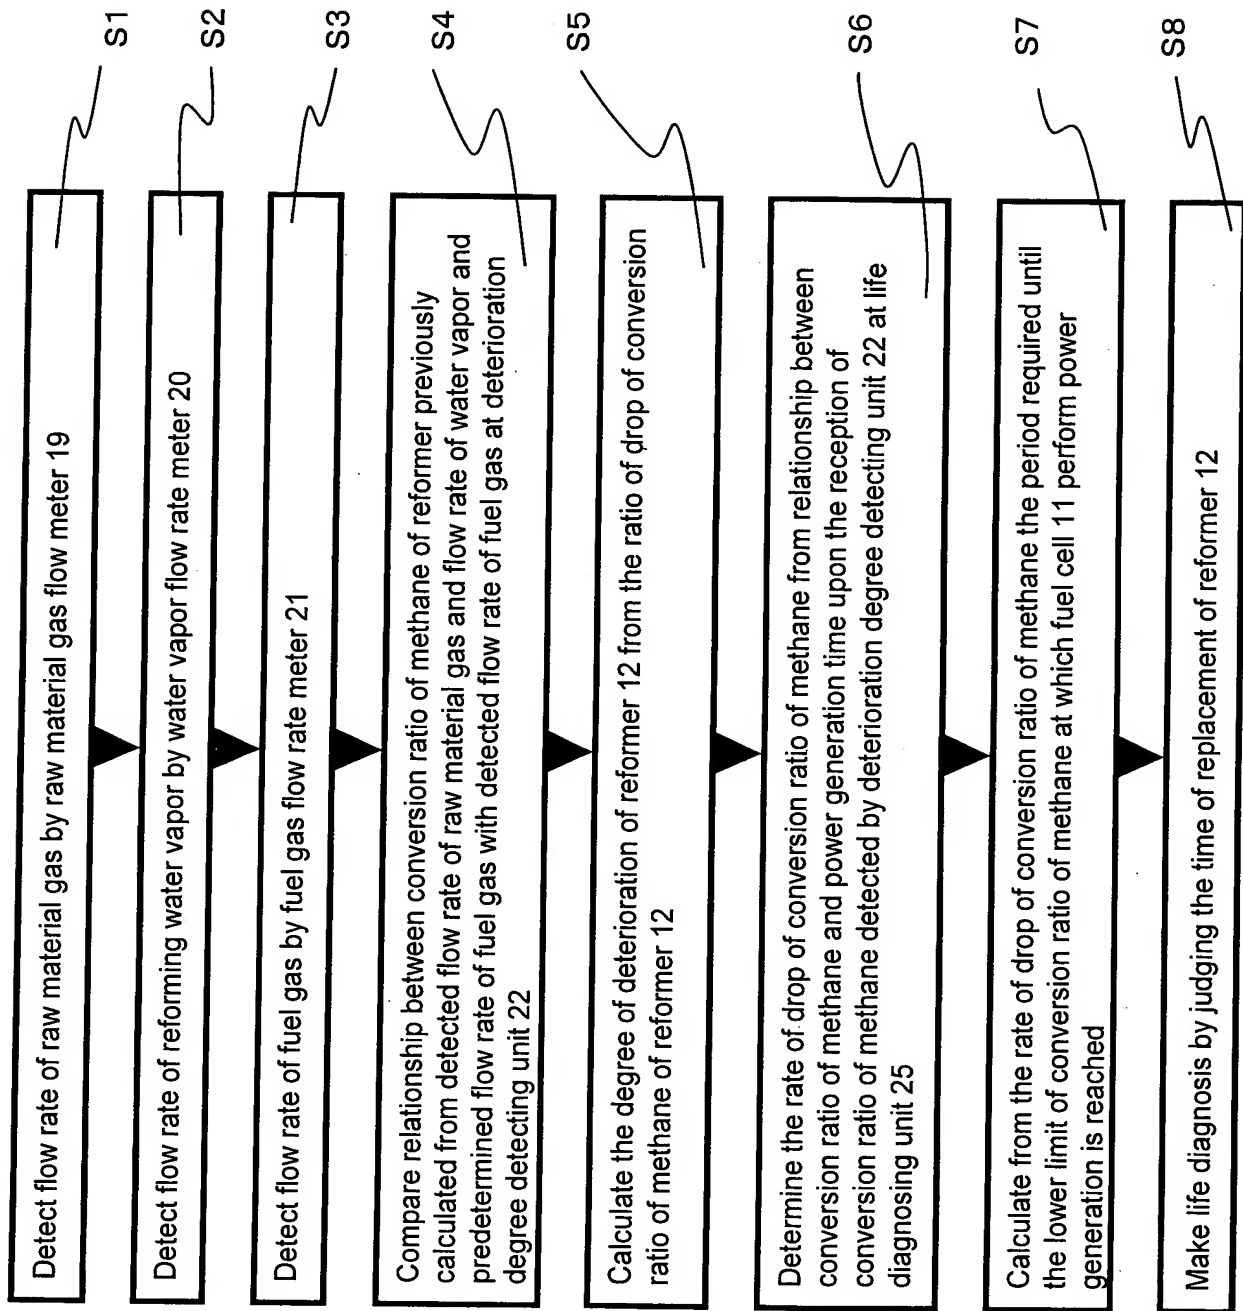 Detect flow rate of raw material gas by raw material gas flow meter 19
S1
Detect flow rate of reforming water vapor by water vapor flow rate meter 20
S2
Detect flow rate of fuel gas by fuel gas flow rate meter 21
S3
Compare relationship between conversion ratio of methane of reformer previously
calculated from detected flow rate of raw material gas and flow rate of water vapor and
predetermined flow rate of fuel gas with detected flow rate of fuel gas at deterioration
degree detecting unit 22
S4
Calculate the degree of deterioration of reformer 12 from the ratio of drop of conversion
ratio of methane of reformer 12
S5
Determine the rate of drop of conversion ratio of methane from relationship between
conversion ratio of methane and power generation time upon the reception of
conversion ratio of methane detected by deterioration degree detecting unit 22 at life
diagnosing unit 25
S6
Calculate from the rate of drop of conversion ratio of methane the period required until
the lower limit of conversion ratio of methane at which fuel cell 11 perform power
generation is reached
S7
Make life diagnosis by judging the time of replacement of reformer 12
S8